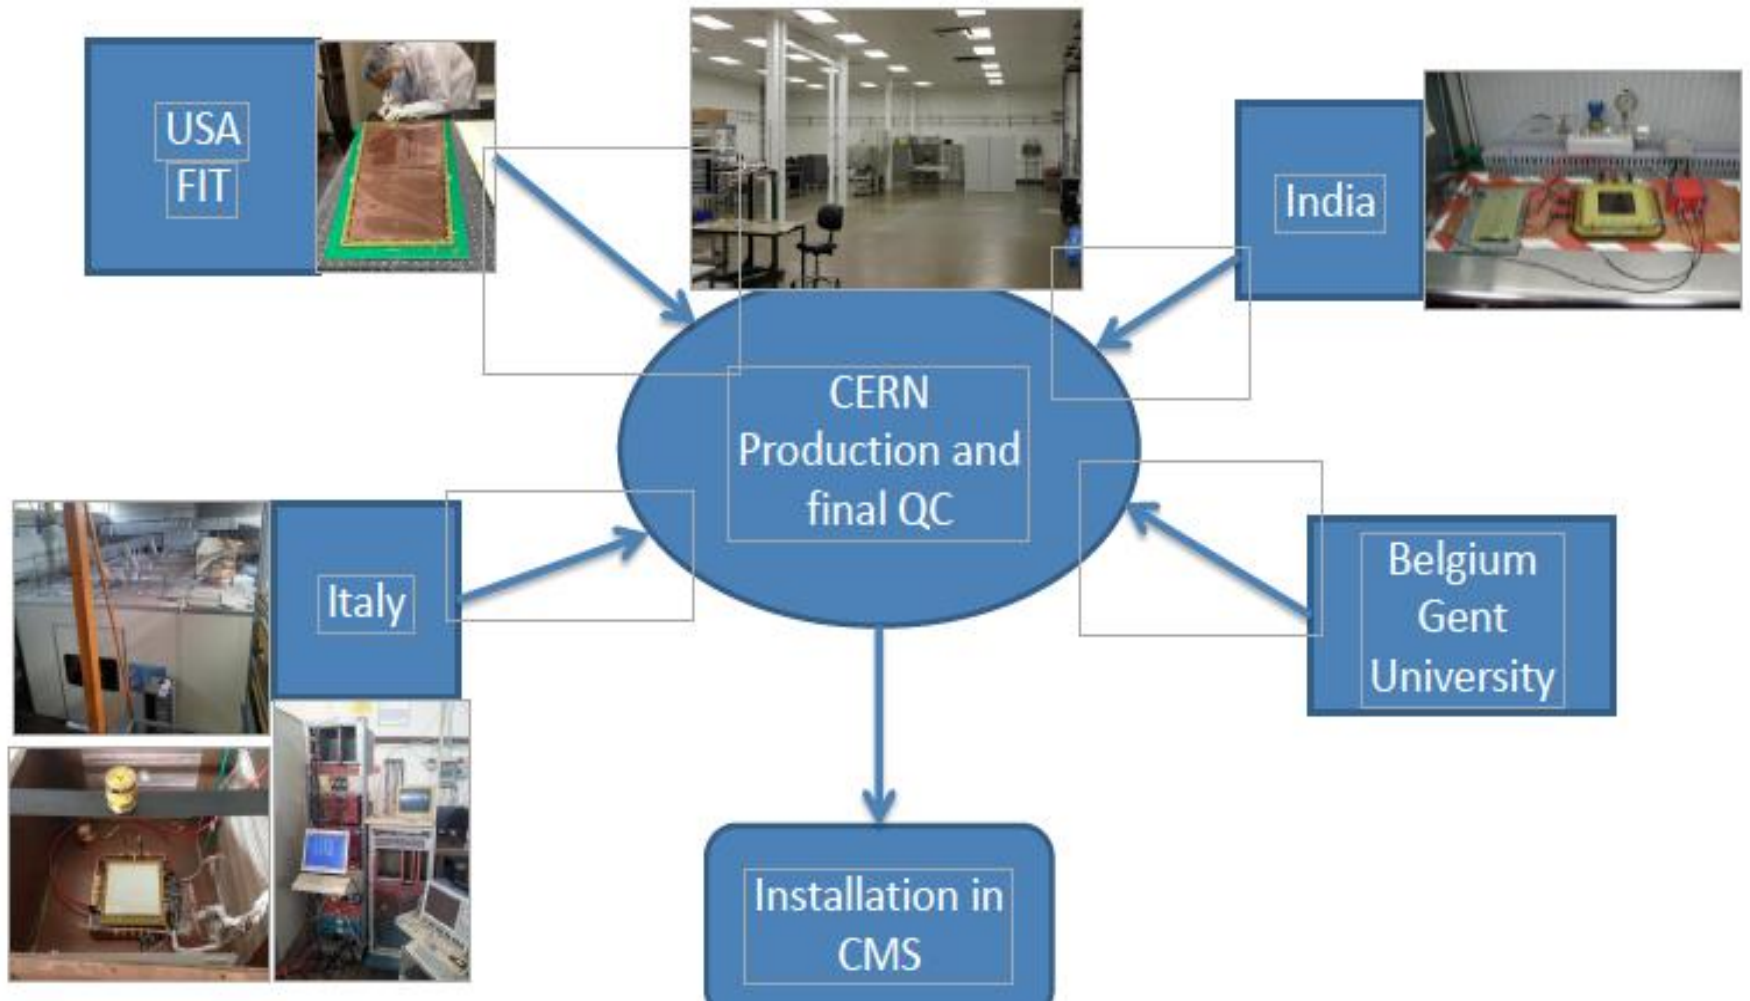 USA
FIT
India
CERN
Production and
final QC
Italy
Belgium
Gent
University
Installation in
CMS